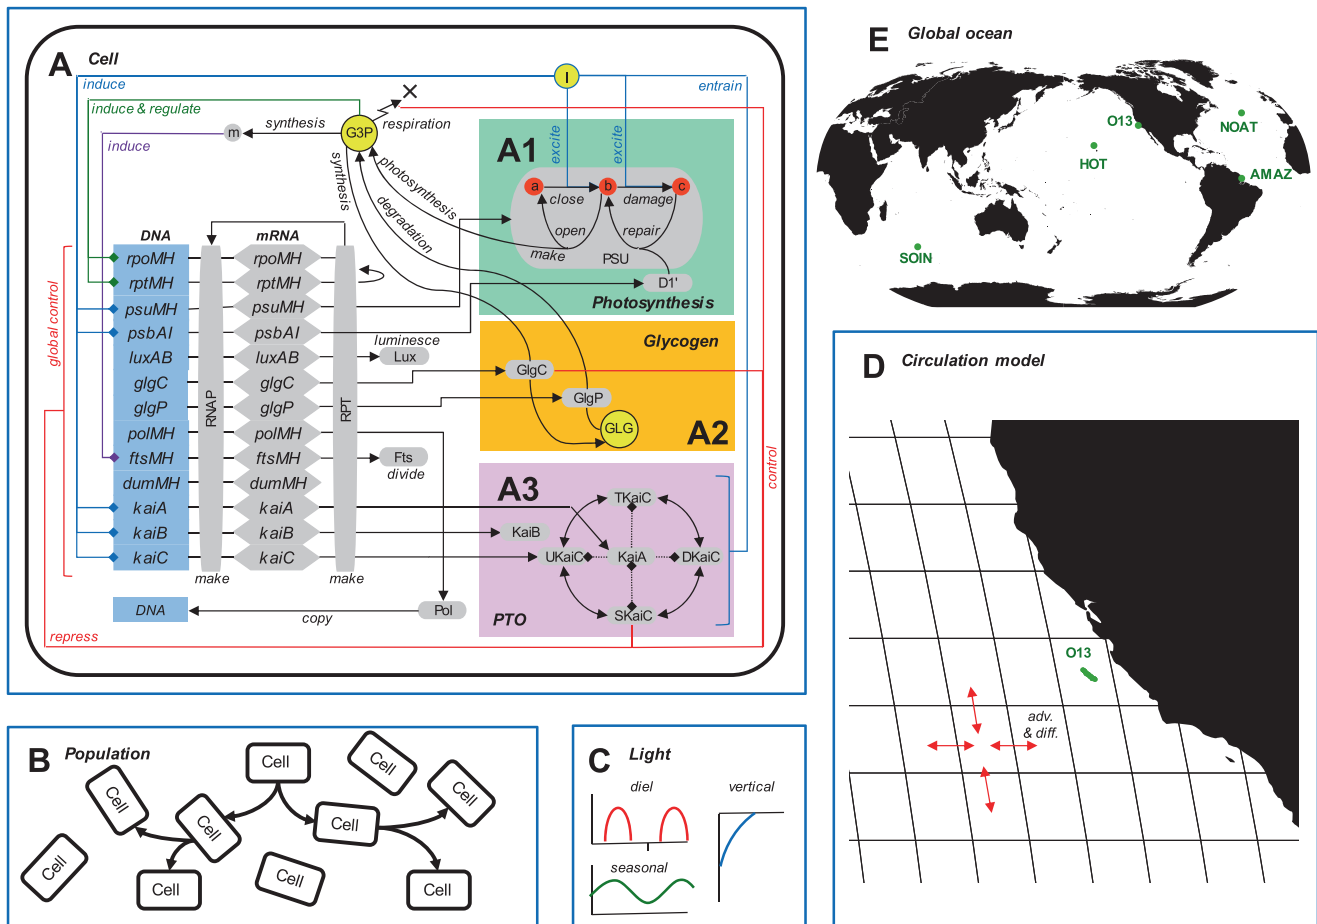 A Cell
induce
I
entrain
induce & regulate
synthesis
m
G3P
respiration
induce
A1
excite
excite
synthesis
photosynthesis
degradation
a
b
c
close
damage
open
repair
make
PSU
D1'
Photosynthesis
DNA
mRNA
global control
RNAP
RPT
rpoMH
rpoMH
rptMH
rptMH
psuMH
psuMH
psbAI
psbAI
luxAB
luxAB
luminesce
Lux
glgC
glgC
glgP
glgP
polMH
polMH
ftsMH
ftsMH
Fts
divide
dumMH
dumMH
kaiA
kaiA
kaiB
kaiB
kaiC
kaiC
make
make
DNA
copy
Pol
repress
Glycogen
GlgC
GlgP
GLG
A2
control
A3
TKaiC
KaiB
UKaiC
KaiA
DKaiC
SKaiC
PTO
B Population
Cell
Cell
Cell
Cell
Cell
Cell
Cell
Cell
Cell
Cell
C Light
diel
vertical
seasonal
E Global ocean
O13
NOAT
HOT
AMAZ
SOIN
D Circulation model
O13
adv.
& diff.